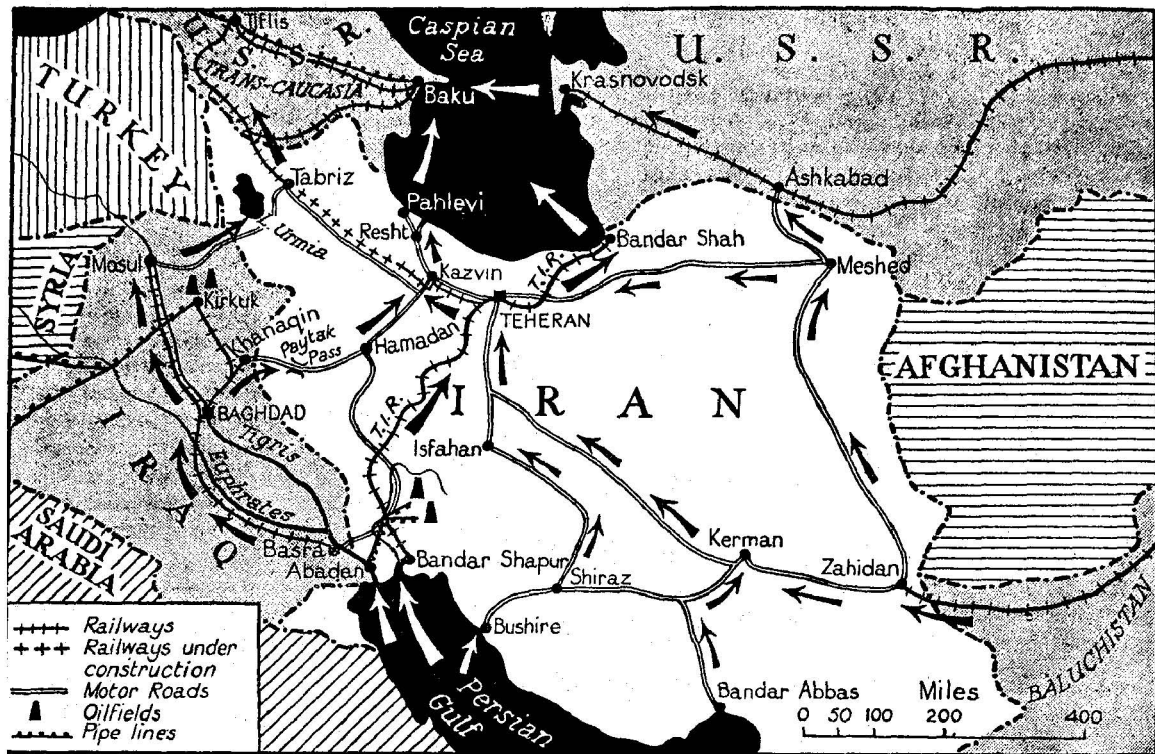 Tiflis
U. S. S. R.
TRANS-CAUCASIA
Caspian
Sea
U. S. S. R.
Krasnovodsk
Baku
TURKEY
Tabriz
Ashkabad
Pahlevi
Urmia
Resht
Bandar Shah
Mosul
Kazvin
T.I.R.
Meshed
SYRIA
Kirkuk
TEHERAN
Khanaqin
Paytak
Pass
Hamadan
AFGHANISTAN
IRAN
BAGHDAD
Tigris
T.I.R.
Isfahan
IRAQ
Euphrates
SAUDI
ARABIA
Basra
Abadan
Bandar Shapur
Kerman
Zahidan
Shiraz
Bushire
BALUCHISTAN
Persian
Gulf
Bandar Abbas
Miles
0 50 100 200 400
Railways
Railways under
construction
Motor Roads
Oilfields
Pipe lines